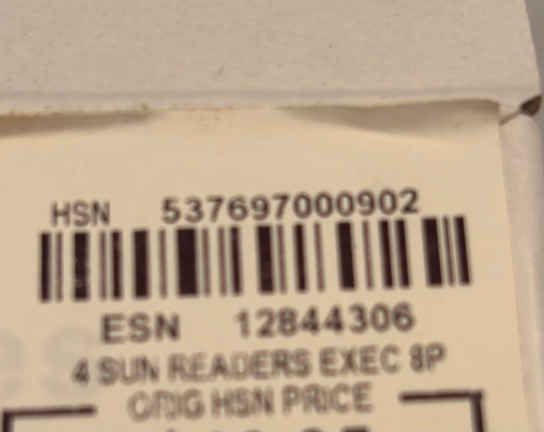 HSN 537697000902
ESN 12844306
4 SUN READERS EXEC 8P
ORIG HSN PRICE